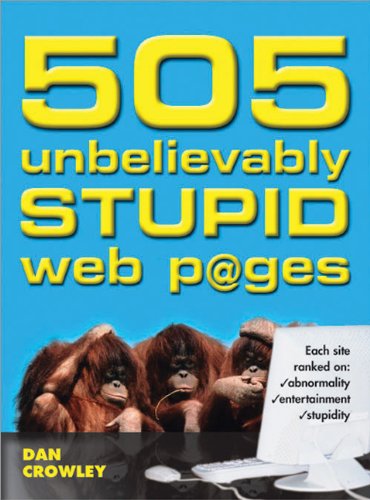 505
unbelievably
STUPID
web p@ges
Each site
ranked on:
✓abnormality
✓entertainment
✓stupidity
DAN
CROWLEY